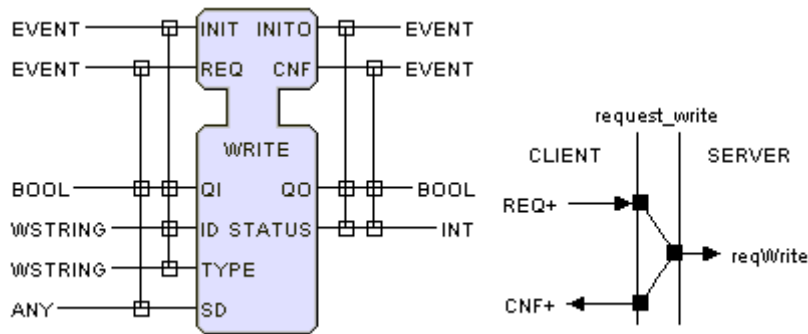 EVENT INIT INITO EVENT
EVENT REQ CNF EVENT
request_write
WRITE CLIENT SERVER
BOOL QI QO BOOL
REQ+
WSTRING ID STATUS INT
reqWrite
WSTRING TYPE
ANY SD CNF+